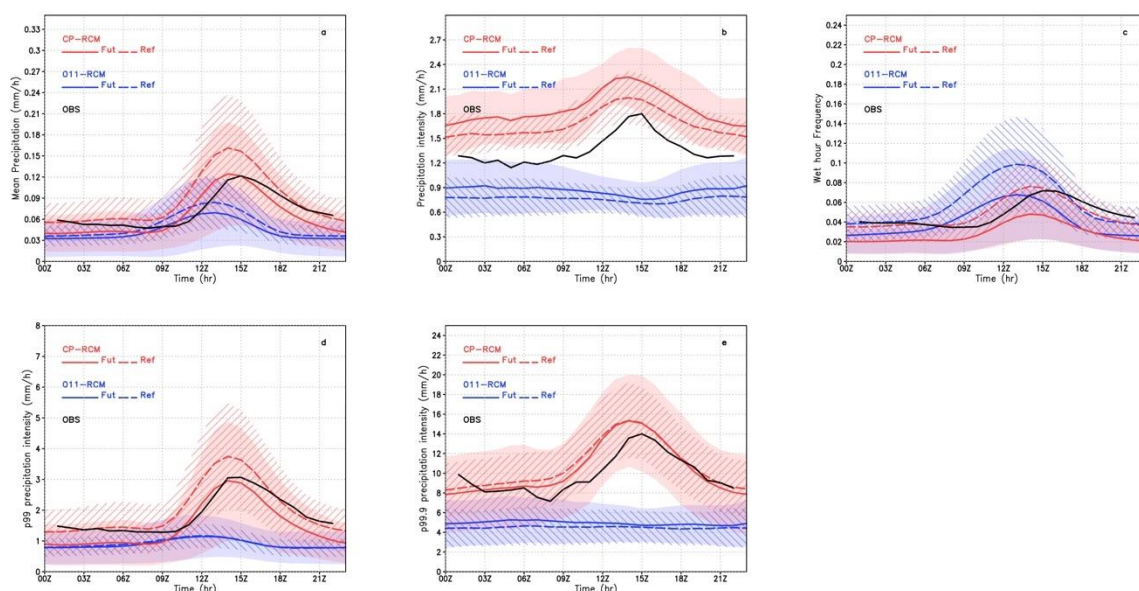 a
CP-RCM
Fut Ref
O11-RCM
Fut Ref
OBS
Mean Precipitation (mm/h)
0.33
0.3
0.27
0.24
0.21
0.18
0.15
0.12
0.09
0.06
0.03
0
00Z 03Z 06Z 09Z 12Z 15Z 18Z 21Z
Time (hr)
b
CP-RCM
Fut Ref
O11-RCM
Fut Ref
OBS
Precipitation intensity (mm/h)
2.7
2.4
2.1
1.8
1.5
1.2
0.9
0.6
0.3
0
00Z 03Z 06Z 09Z 12Z 15Z 18Z 21Z
Time (hr)
c
CP-RCM
Fut Ref
O11-RCM
Fut Ref
OBS
Wet hour Frequency
0.24
0.22
0.2
0.18
0.16
0.14
0.12
0.1
0.08
0.06
0.04
0.02
0
00Z 03Z 06Z 09Z 12Z 15Z 18Z 21Z
Time (hr)
d
CP-RCM
Fut Ref
O11-RCM
Fut Ref
OBS
p99 precipitation intensity (mm/h)
8
7
6
5
4
3
2
1
0
00Z 03Z 06Z 09Z 12Z 15Z 18Z 21Z
Time (hr)
e
CP-RCM
Fut Ref
O11-RCM
Fut Ref
OBS
p99.9 precipitation intensity (mm/h)
24
22
20
18
16
14
12
10
8
6
4
2
0
00Z 03Z 06Z 09Z 12Z 15Z 18Z 21Z
Time (hr)